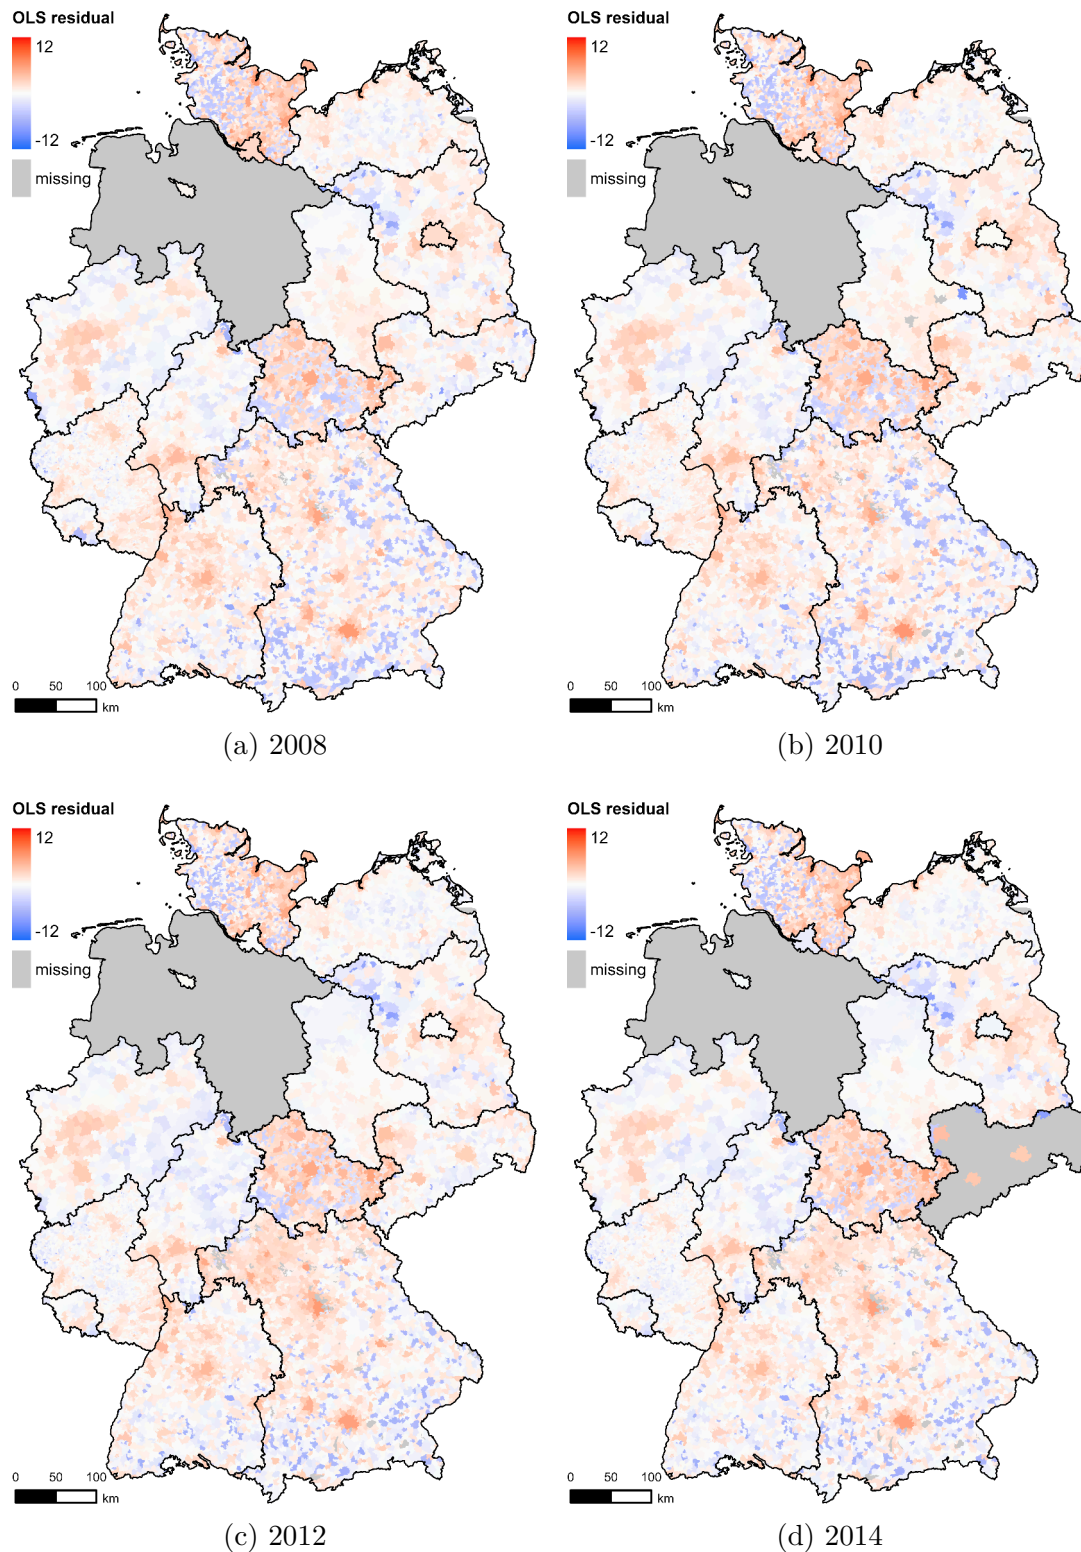 OLS residual
12
-12
missing
0 50 100
km
(a) 2008
OLS residual
12
-12
missing
0 50 100
km
(b) 2010
OLS residual
12
-12
missing
0 50 100
km
(c) 2012
OLS residual
12
-12
missing
0 50 100
km
(d) 2014